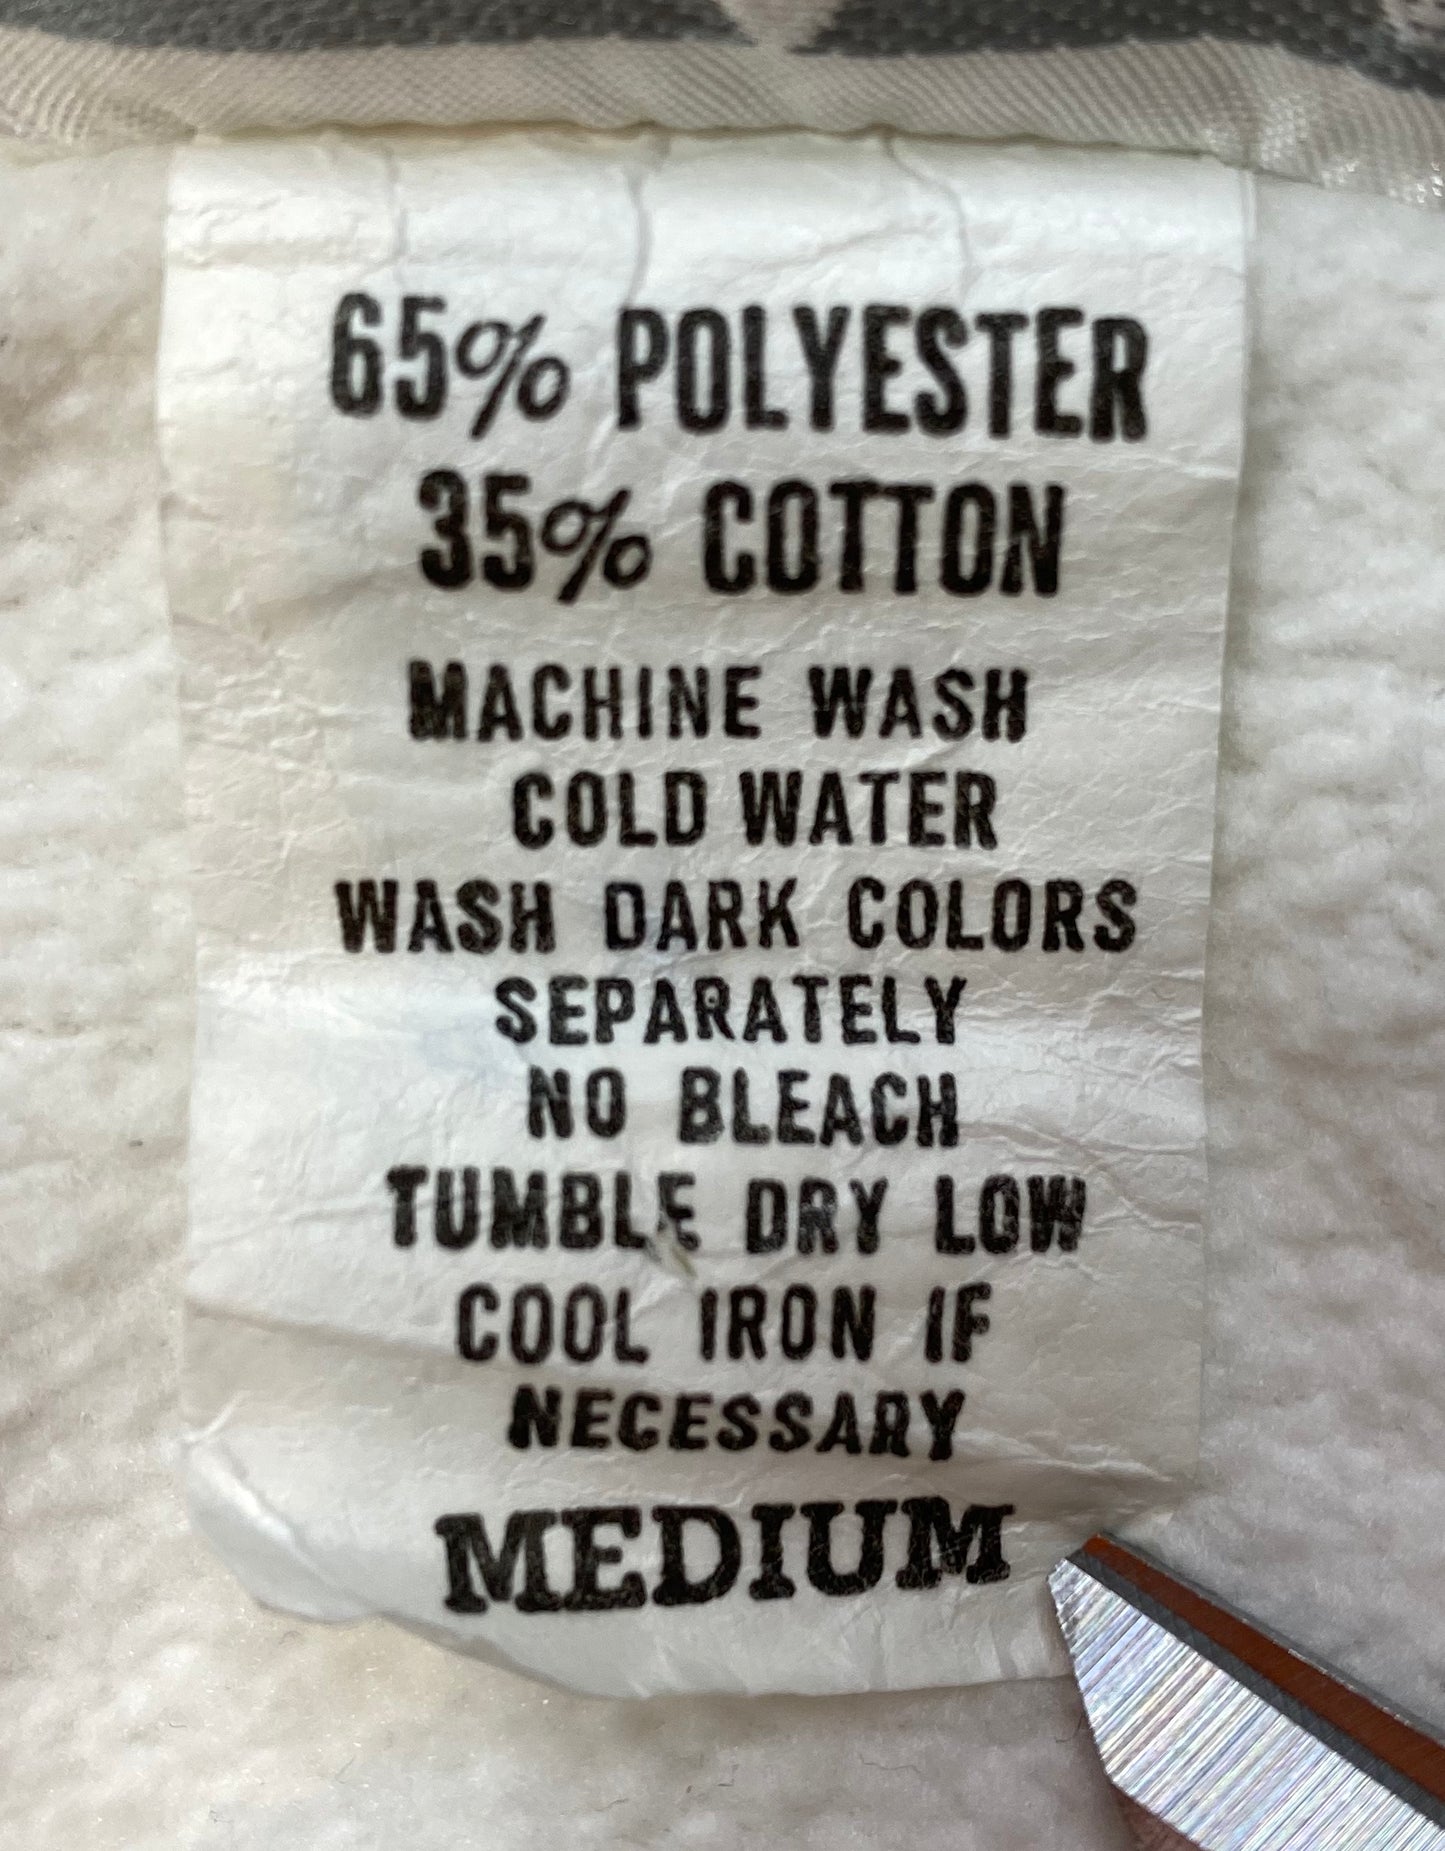 65% POLYESTER
35% COTTON
MACHINE WASH
COLD WATER
WASH DARK COLORS
SEPARATELY
NO BLEACH
TUMBLE DRY LOW
COOL IRON IF
NECESSARY
MEDIUM